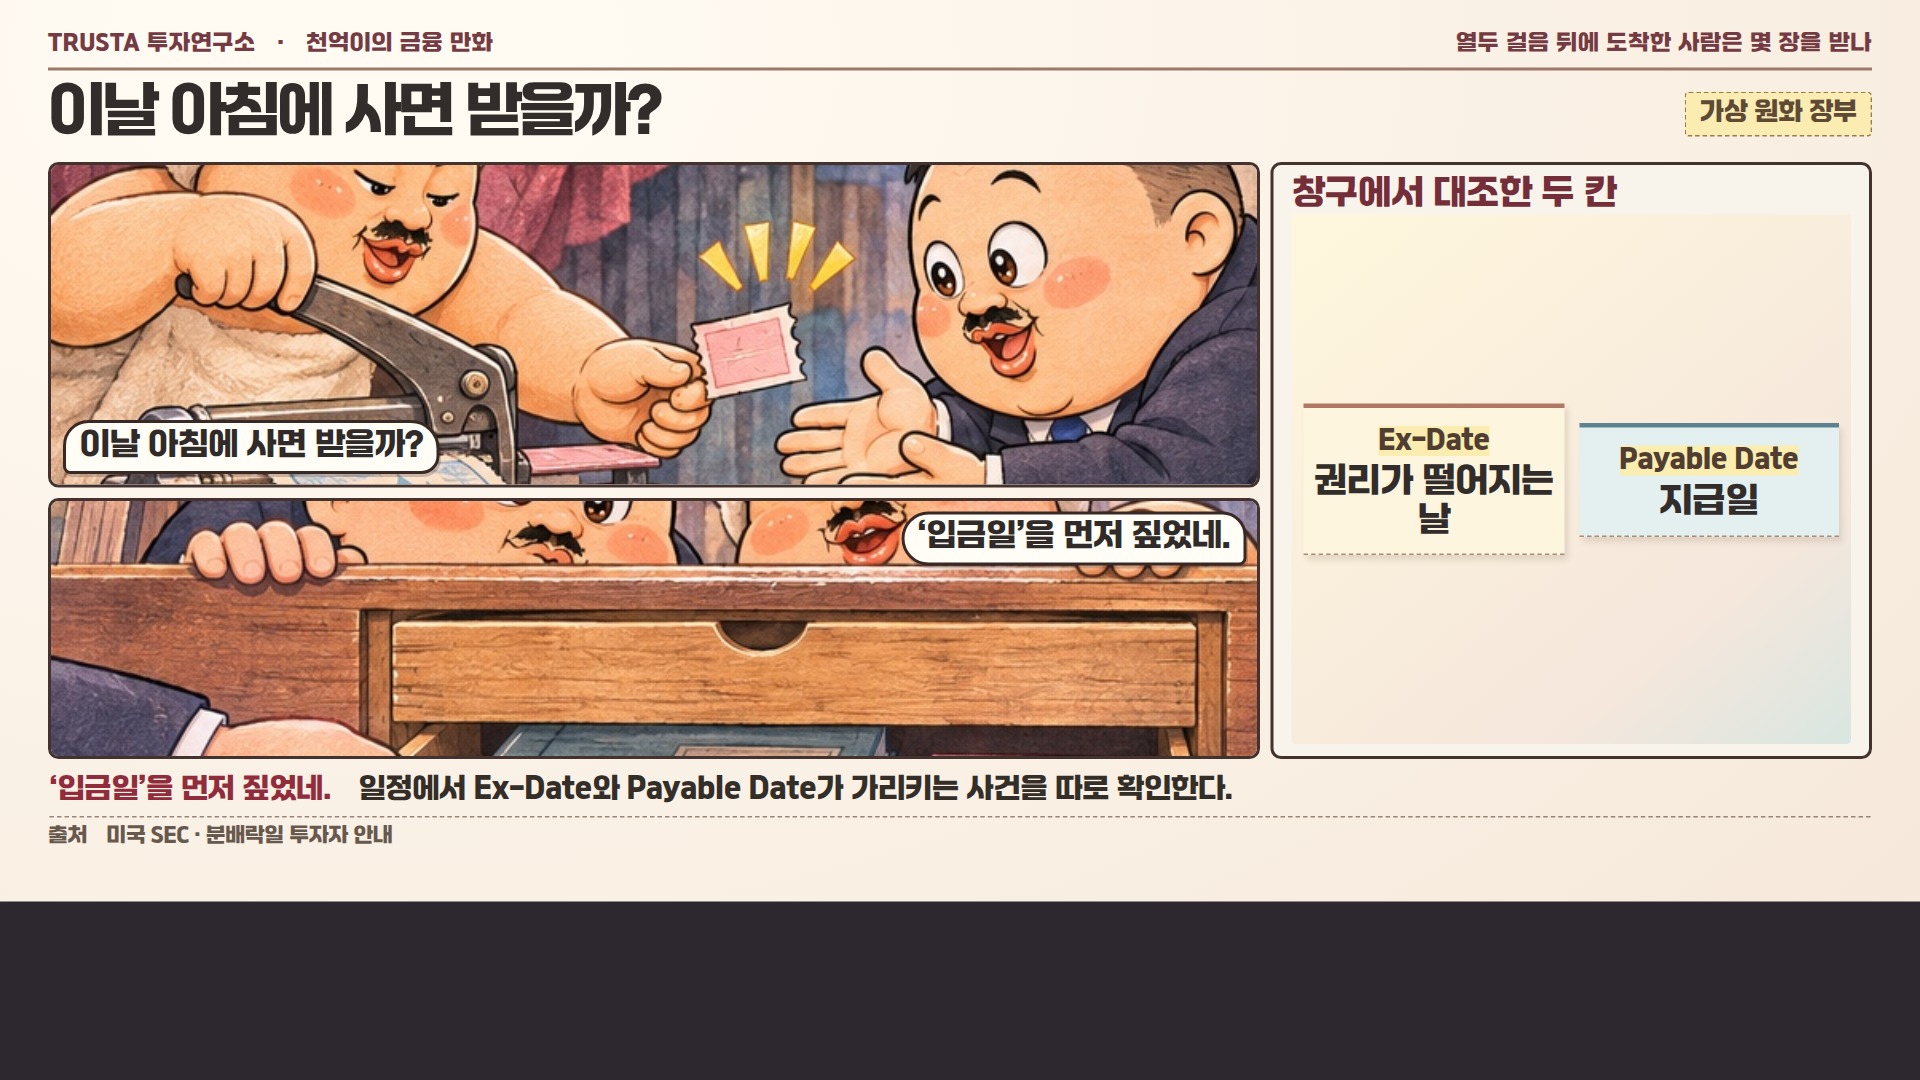 TRUSTA 투자연구소 · 천억이의 금융 만화
열두 걸음 뒤에 도착한 사람은 몇 장을 받나
이날 아침에 사면 받을까?
가상 원화 장부
이날 아침에 사면 받을까?
‘입금일’을 먼저 짚었네.
창구에서 대조한 두 칸
Ex-Date
권리가 떨어지는
날
Payable Date
지급일
‘입금일’을 먼저 짚었네. 일정에서 Ex-Date와 Payable Date가 가리키는 사건을 따로 확인한다.
출처 미국 SEC · 분배락일 투자자 안내